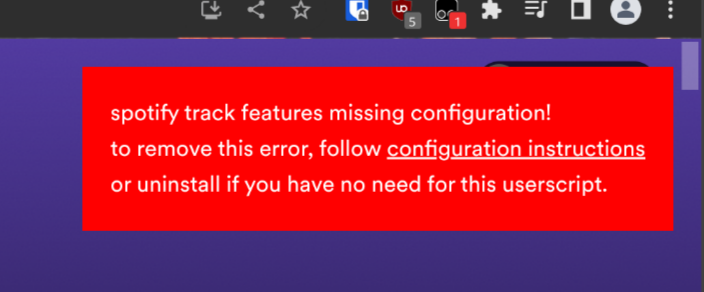 uo
5
1
spotify track features missing configuration!
to remove this error, follow configuration instructions
or uninstall if you have no need for this userscript.